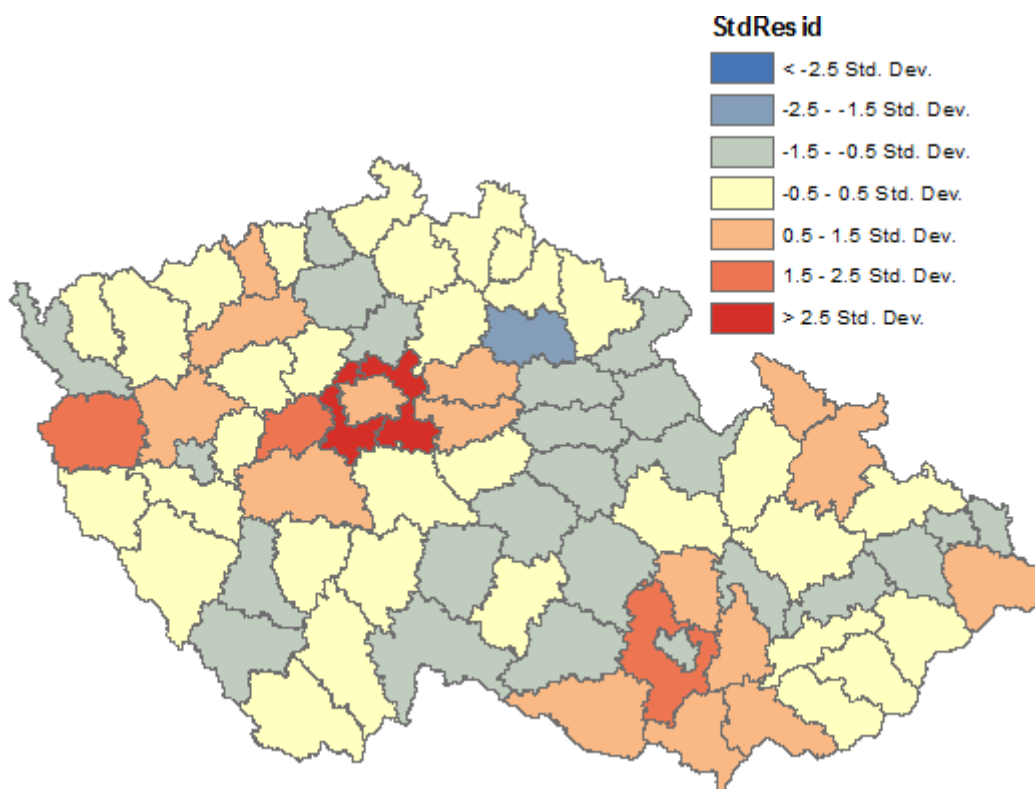 StdResid
< -2.5 Std. Dev.
-2.5 - -1.5 Std. Dev.
-1.5 - -0.5 Std. Dev.
-0.5 - 0.5 Std. Dev.
0.5 - 1.5 Std. Dev.
1.5 - 2.5 Std. Dev.
> 2.5 Std. Dev.